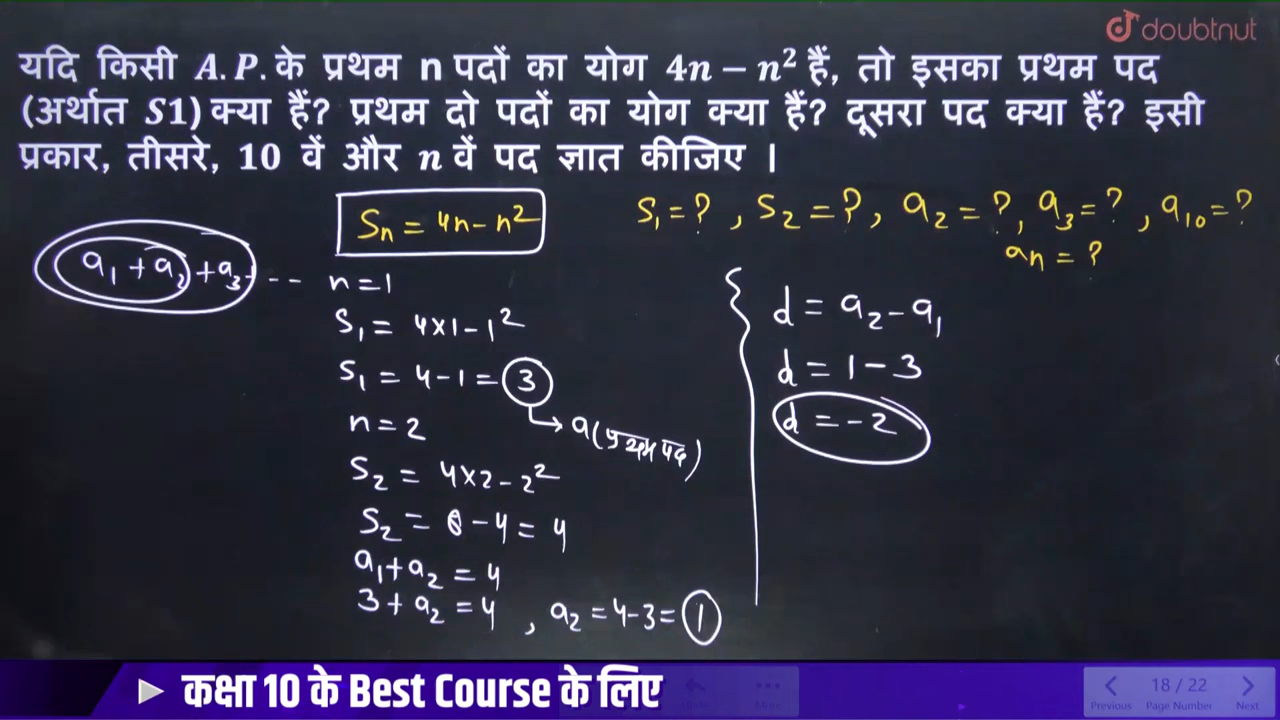 doubtnut
यदि किसी A.P. के प्रथम n पदों का योग 4n − n² हैं, तो इसका प्रथम पद
(अर्थात S1) क्या हैं? प्रथम दो पदों का योग क्या हैं? दूसरा पद क्या हैं? इसी
प्रकार, तीसरे, 10 वें और n वें पद ज्ञात कीजिए ।
Sn = 4n − n²
S₁ = ? , S₂ = ? , a₂ = ? , a₃ = ? , a₁₀ = ?
an = ?
a₁ + a₂ + a₃ - - -
n = 1
S₁ = 4×1 − 1²
S₁ = 4 − 1 = 3
a (प्रथम पद)
n = 2
S₂ = 4×2 − 2²
S₂ = 8 − 4 = 4
a₁ + a₂ = 4
3 + a₂ = 4 , a₂ = 4 − 3 = 1
d = a₂ − a₁
d = 1 − 3
d = − 2
कक्षा 10 के Best Course के लिए
18 / 22
Previous Page Number Next